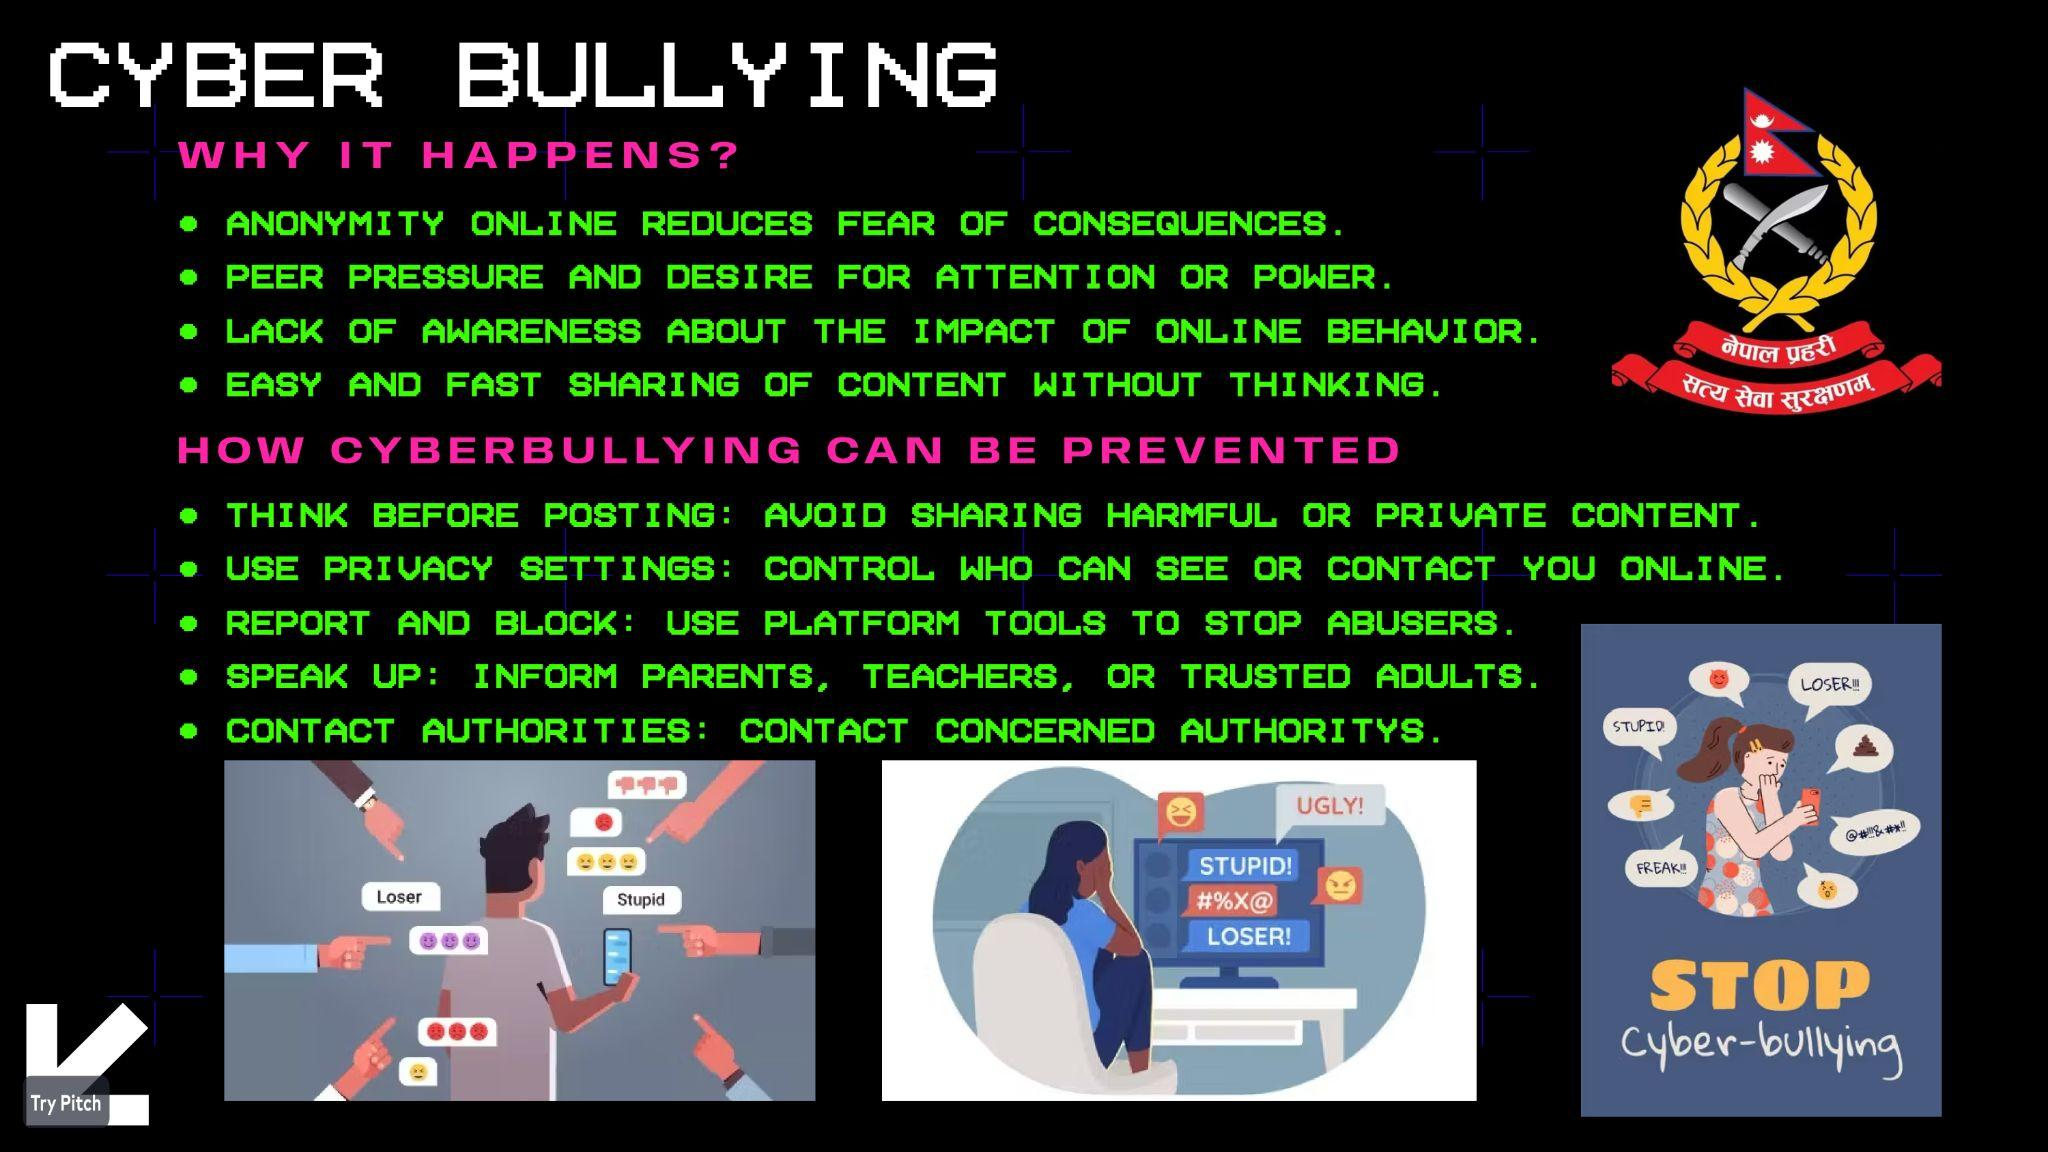 CYBER BULLYING
WHY IT HAPPENS?
• ANONYMITY ONLINE REDUCES FEAR OF CONSEQUENCES.
• PEER PRESSURE AND DESIRE FOR ATTENTION OR POWER.
• LACK OF AWARENESS ABOUT THE IMPACT OF ONLINE BEHAVIOR.
• EASY AND FAST SHARING OF CONTENT WITHOUT THINKING.
नेपाल प्रहरी
सत्य सेवा सुरक्षणम्
HOW CYBERBULLYING CAN BE PREVENTED
• THINK BEFORE POSTING: AVOID SHARING HARMFUL OR PRIVATE CONTENT.
• USE PRIVACY SETTINGS: CONTROL WHO CAN SEE OR CONTACT YOU ONLINE.
• REPORT AND BLOCK: USE PLATFORM TOOLS TO STOP ABUSERS.
• SPEAK UP: INFORM PARENTS, TEACHERS, OR TRUSTED ADULTS.
• CONTACT AUTHORITIES: CONTACT CONCERNED AUTHORITYS.
Loser
Stupid
UGLY!
STUPID!
#%X@
LOSER!
LOSER!!!
STUPID!
@#!!!&#*!!
FREAK!!!
STOP
Cyber-bullying
Try Pitch